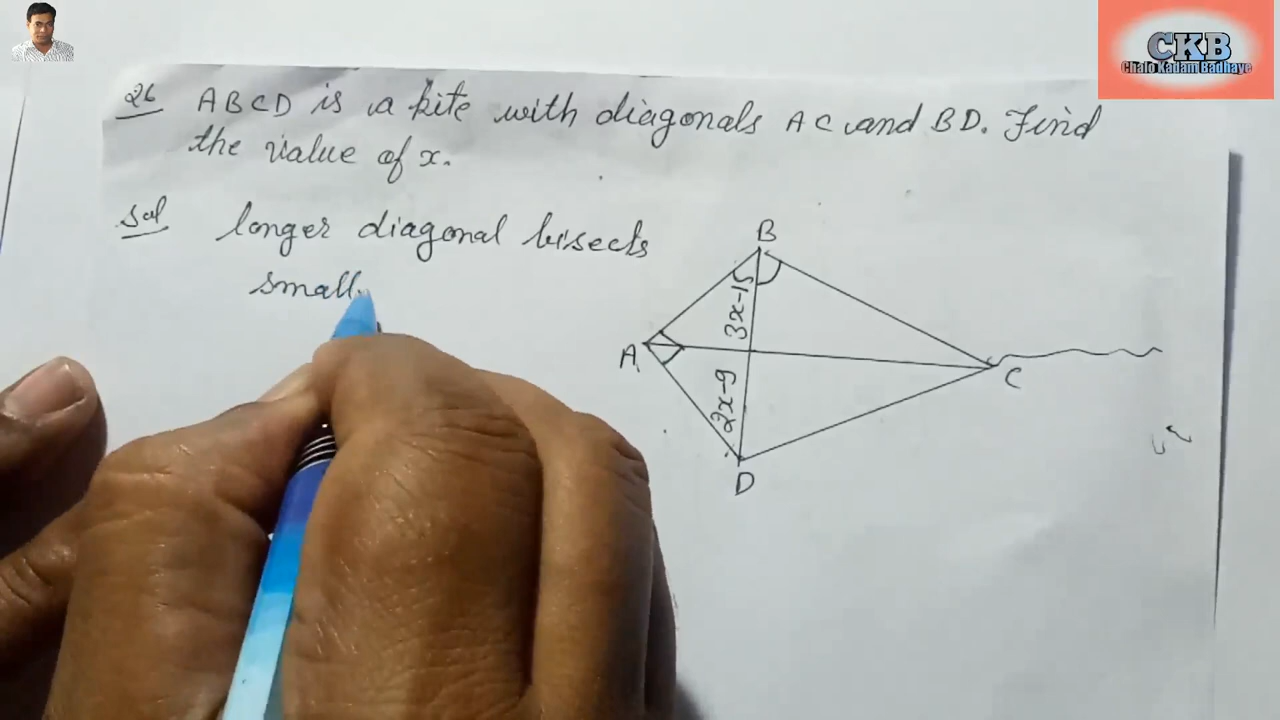 CKB
Chalo Kadam Badhaye
26 ABCD is a kite with diagonals AC and BD. Find
the value of x.
Sol longer diagonal bisects
small
B
3x-15
A
C
2x-9
D